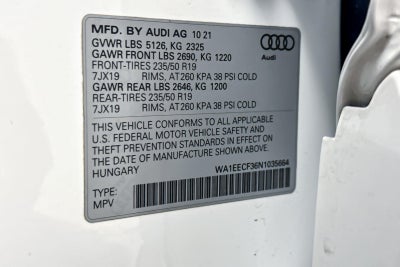 MFD. BY AUDI AG 10 21
GVWR LBS 5126, KG 2325
GAWR FRONT LBS 2690, KG 1220
FRONT-TIRES 235/50 R19
7JX19 RIMS, AT260 KPA 38 PSI COLD
GAWR REAR LBS 2646, KG 1200
REAR-TIRES 235/50 R19
7JX19 RIMS, AT260 KPA 38 PSI COLD
Audi
THIS VEHICLE CONFORMS TO ALL APPLICABLE
U.S. FEDERAL MOTOR VEHICLE SAFETY AND
THEFT PREVENTION STANDARDS IN EFFECT ON
THE DATE OF MANUFACTURE SHOWN ABOVE.
HUNGARY
WA1EECF36N1035664
TYPE:
MPV